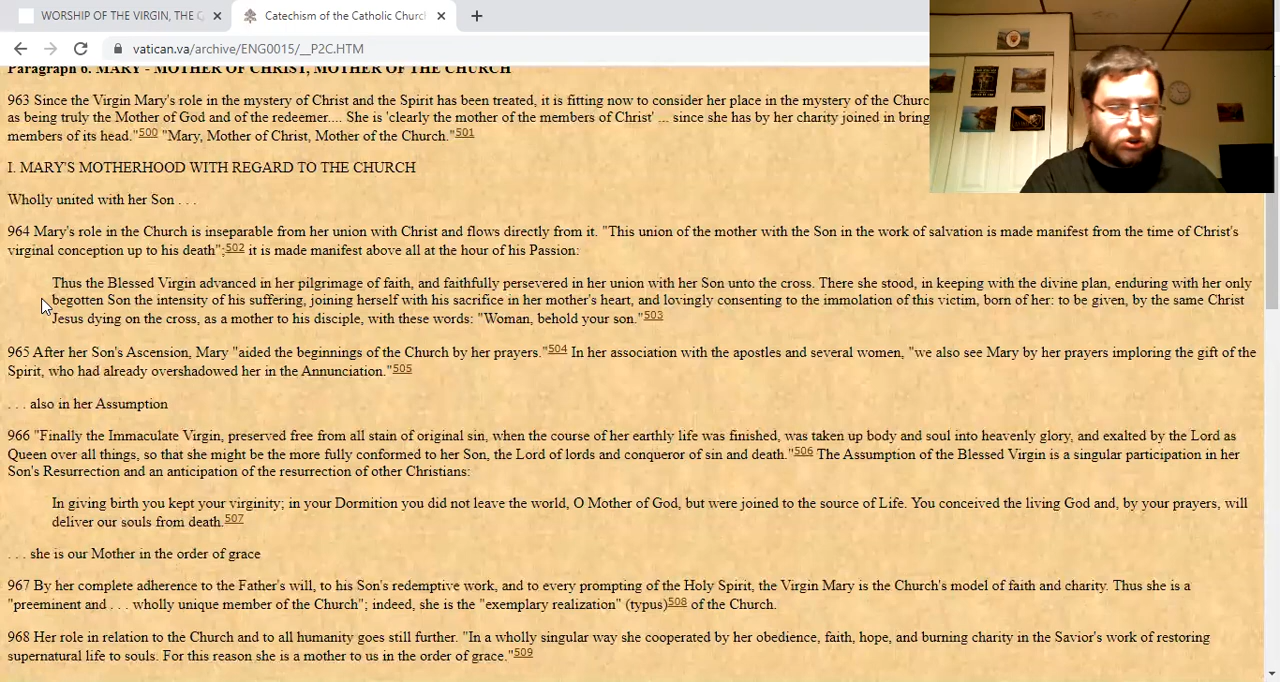 WORSHIP OF THE VIRGIN, THE
Catechism of the Catholic Churc
vatican.va/archive/ENG0015/__P2C.HTM
Paragraph 6. MARY - MOTHER OF CHRIST, MOTHER OF THE CHURCH
963 Since the Virgin Mary's role in the mystery of Christ and the Spirit has been treated, it is fitting now to consider her place in the mystery of the Churc
as being truly the Mother of God and of the redeemer.... She is 'clearly the mother of the members of Christ' ... since she has by her charity joined in bring
members of its head."500 "Mary, Mother of Christ, Mother of the Church."501
I. MARY'S MOTHERHOOD WITH REGARD TO THE CHURCH
Wholly united with her Son . . .
964 Mary's role in the Church is inseparable from her union with Christ and flows directly from it. "This union of the mother with the Son in the work of salvation is made manifest from the time of Christ's
virginal conception up to his death";502 it is made manifest above all at the hour of his Passion:
Thus the Blessed Virgin advanced in her pilgrimage of faith, and faithfully persevered in her union with her Son unto the cross. There she stood, in keeping with the divine plan, enduring with her only
begotten Son the intensity of his suffering, joining herself with his sacrifice in her mother's heart, and lovingly consenting to the immolation of this victim, born of her: to be given, by the same Christ
Jesus dying on the cross, as a mother to his disciple, with these words: "Woman, behold your son."503
965 After her Son's Ascension, Mary "aided the beginnings of the Church by her prayers."504 In her association with the apostles and several women, "we also see Mary by her prayers imploring the gift of the
Spirit, who had already overshadowed her in the Annunciation."505
. . . also in her Assumption
966 "Finally the Immaculate Virgin, preserved free from all stain of original sin, when the course of her earthly life was finished, was taken up body and soul into heavenly glory, and exalted by the Lord as
Queen over all things, so that she might be the more fully conformed to her Son, the Lord of lords and conqueror of sin and death."506 The Assumption of the Blessed Virgin is a singular participation in her
Son's Resurrection and an anticipation of the resurrection of other Christians:
In giving birth you kept your virginity; in your Dormition you did not leave the world, O Mother of God, but were joined to the source of Life. You conceived the living God and, by your prayers, will
deliver our souls from death.507
. . . she is our Mother in the order of grace
967 By her complete adherence to the Father's will, to his Son's redemptive work, and to every prompting of the Holy Spirit, the Virgin Mary is the Church's model of faith and charity. Thus she is a
"preeminent and . . . wholly unique member of the Church"; indeed, she is the "exemplary realization" (typus)508 of the Church.
968 Her role in relation to the Church and to all humanity goes still further. "In a wholly singular way she cooperated by her obedience, faith, hope, and burning charity in the Savior's work of restoring
supernatural life to souls. For this reason she is a mother to us in the order of grace."509